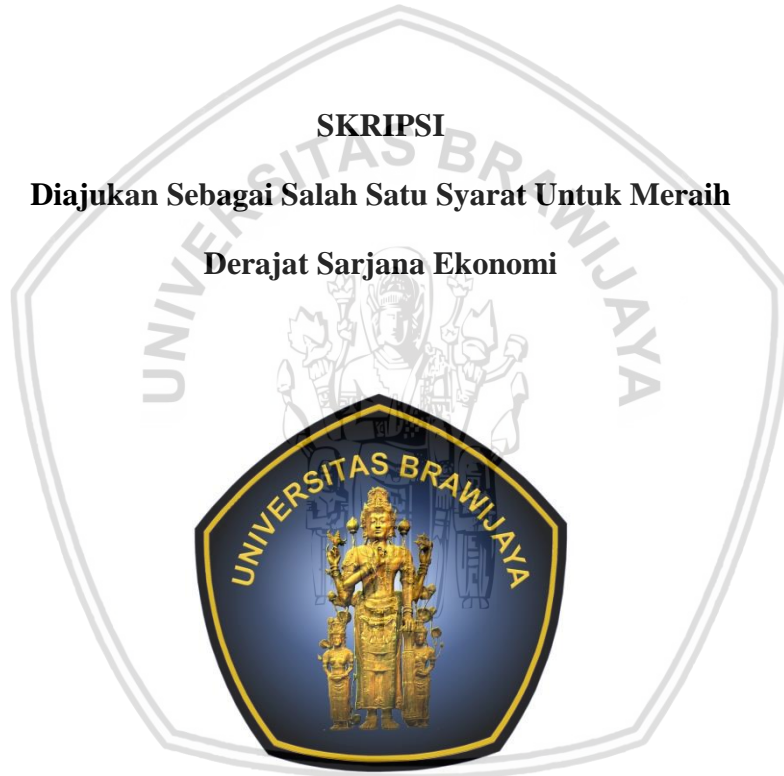 SKRIPSI
UNIVERSITAS BRAWIJAYA
Diajukan Sebagai Salah Satu Syarat Untuk Meraih
Derajat Sarjana Ekonomi
UNIVERSITAS BRAWIJAYA